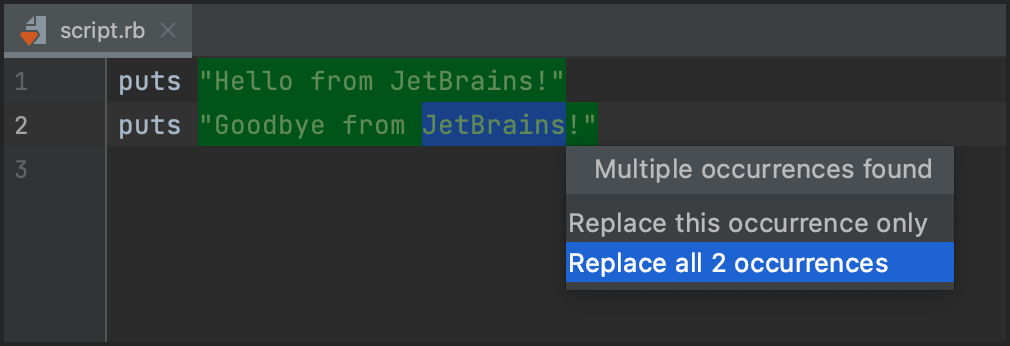 script.rb
1 puts "Hello from JetBrains!"
2 puts "Goodbye from JetBrains!"
3
Multiple occurrences found
Replace this occurrence only
Replace all 2 occurrences